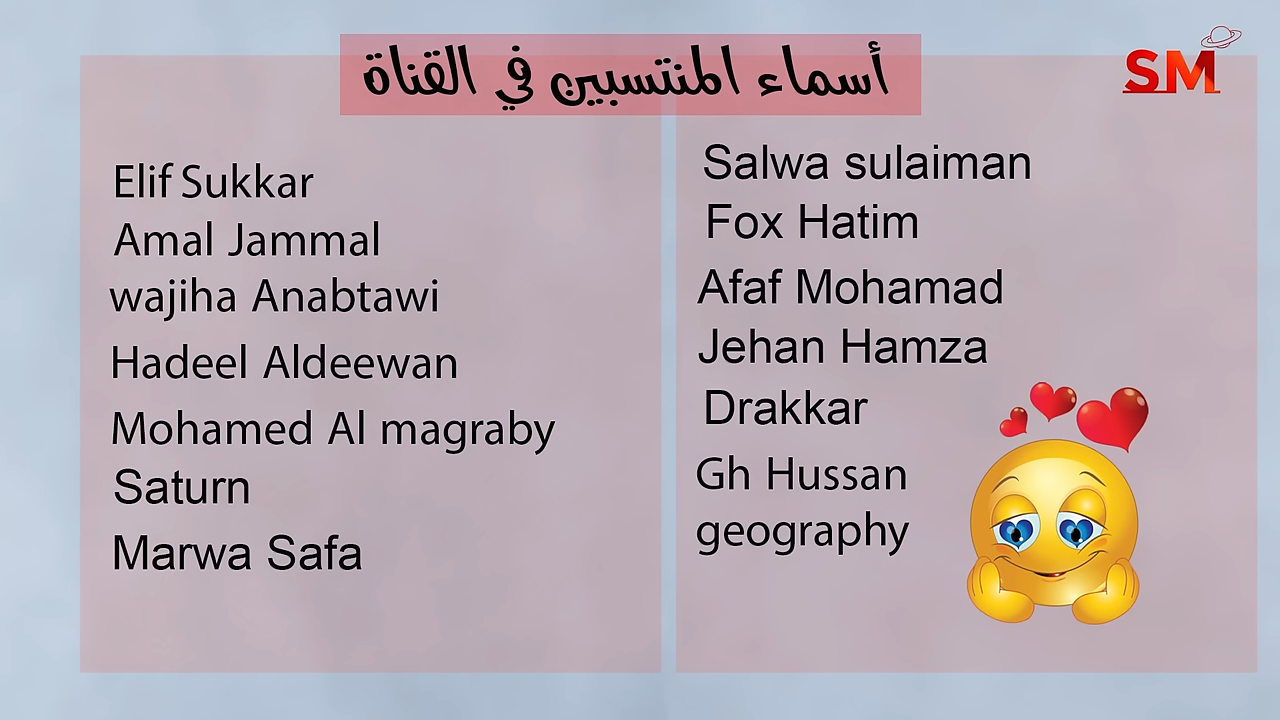 أسماء المنتسبين في القناة
SM
Elif Sukkar
Amal Jammal
wajiha Anabtawi
Hadeel Aldeewan
Mohamed Al magraby
Saturn
Marwa Safa
Salwa sulaiman
Fox Hatim
Afaf Mohamad
Jehan Hamza
Drakkar
Gh Hussan
geography